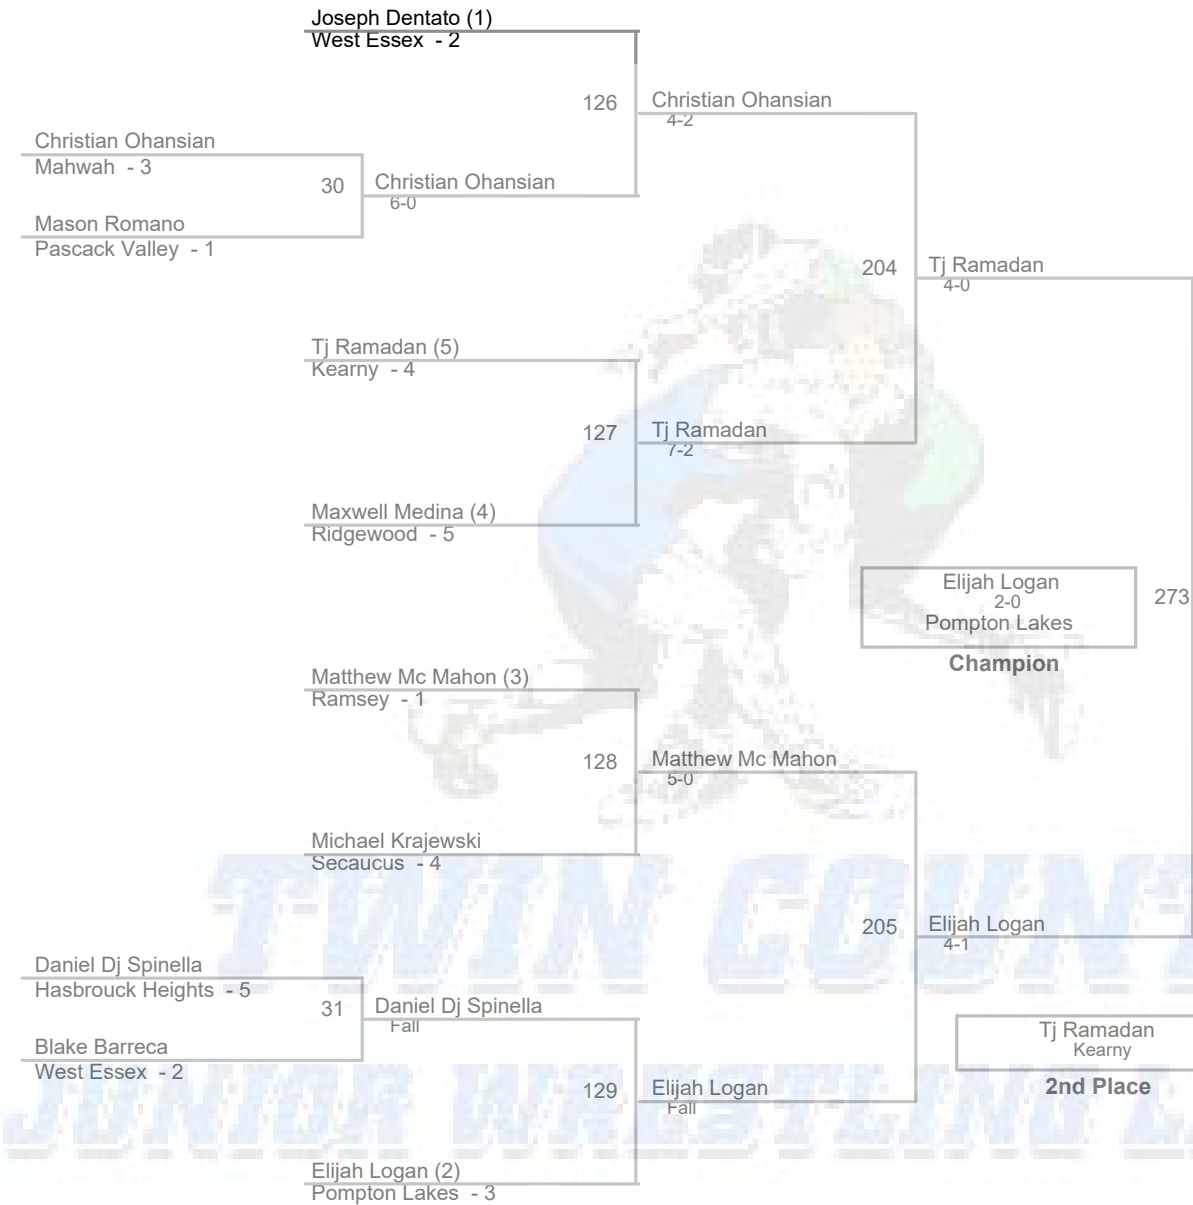 Joseph Dentato (1)
West Essex - 2
126
Christian Ohansian
4-2
Christian Ohansian
Mahwah - 3
30
Christian Ohansian
6-0
Mason Romano
Pascack Valley - 1
204
Tj Ramadan
4-0
Tj Ramadan (5)
Kearny - 4
127
Tj Ramadan
7-2
Maxwell Medina (4)
Ridgewood - 5
Elijah Logan
2-0
Pompton Lakes
273
Champion
Matthew Mc Mahon (3)
Ramsey - 1
128
Matthew Mc Mahon
5-0
Michael Krajewski
Secaucus - 4
TWIN COUNT
205
Elijah Logan
4-1
Daniel Dj Spinella
Hasbrouck Heights - 5
31
Daniel Dj Spinella
Fall
Blake Barreca
West Essex - 2
Tj Ramadan
Kearny
2nd Place
129
Elijah Logan
Fall
JUNIOR WRESTLING L
Elijah Logan (2)
Pompton Lakes - 3